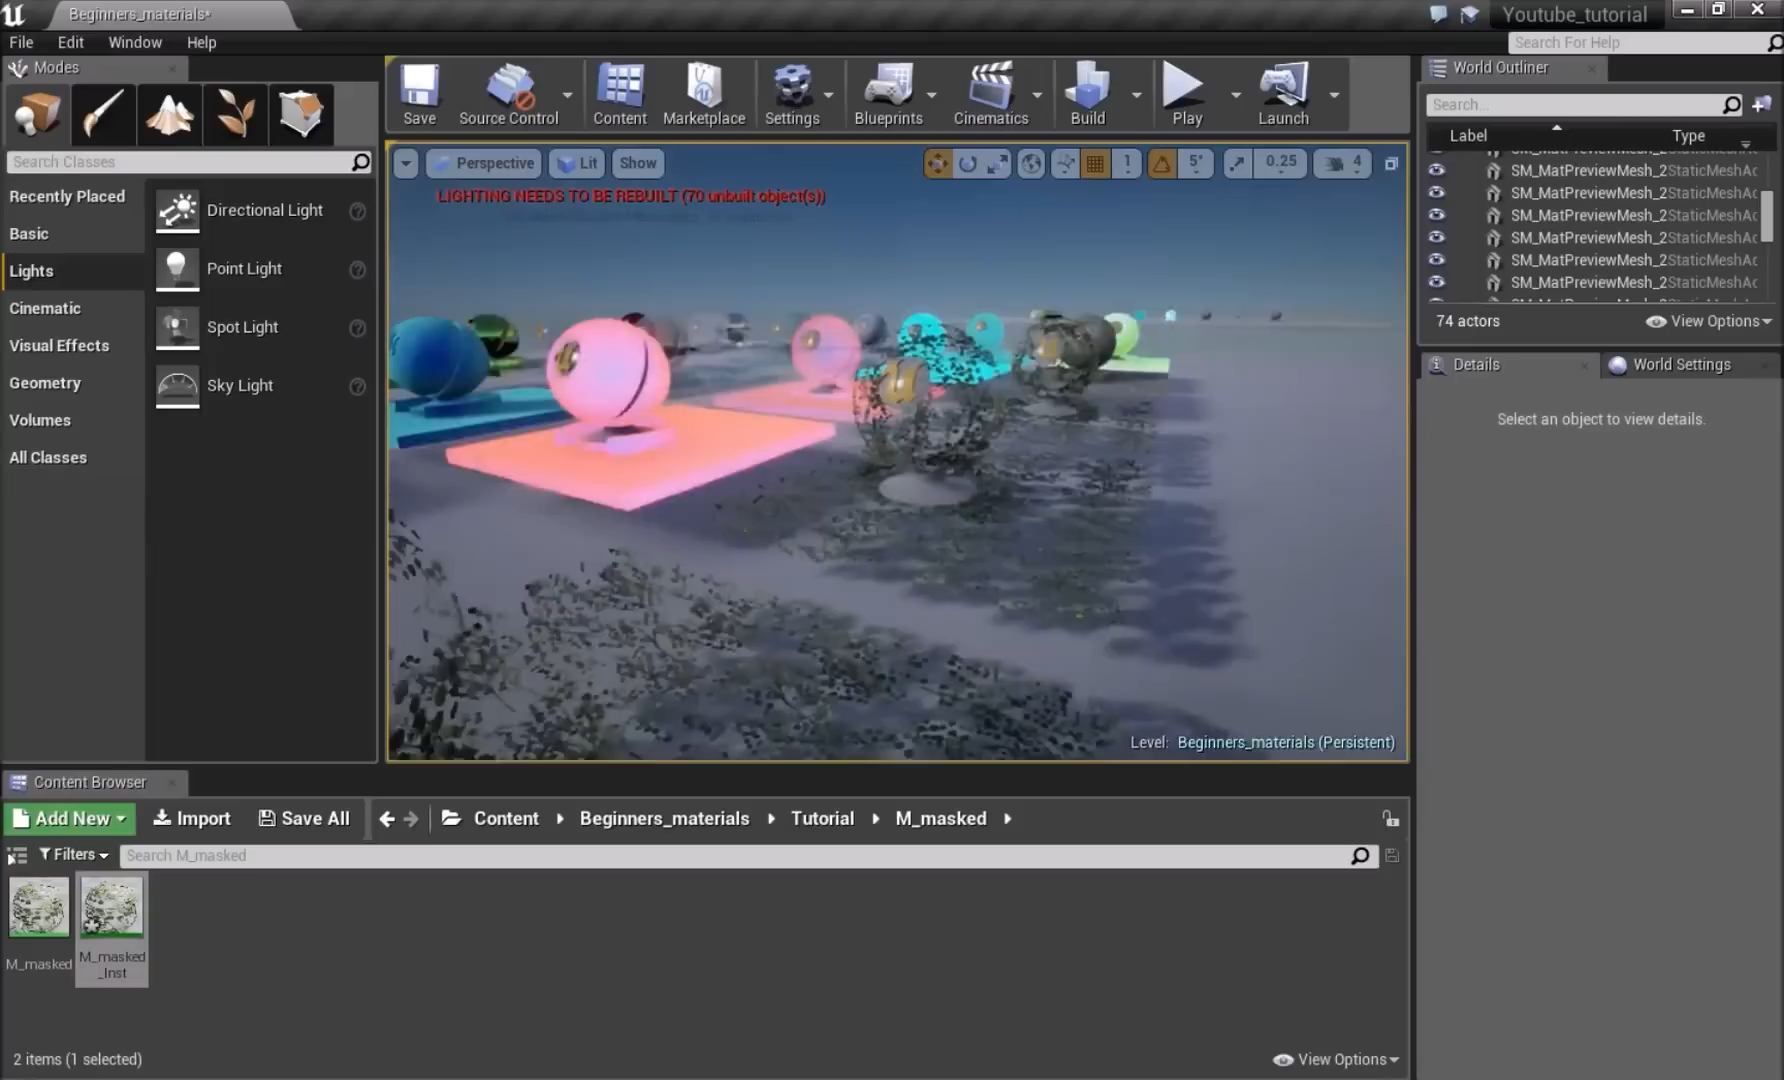 Beginners_materials*
Youtube_tutorial
File Edit Window Help
Search For Help
Modes
Search Classes
Recently Placed
Basic
Lights
Cinematic
Visual Effects
Geometry
Volumes
All Classes
Directional Light
Point Light
Spot Light
Sky Light
Save Source Control Content Marketplace Settings Blueprints Cinematics Build Play Launch
Perspective Lit Show 1 5° 0.25 4
LIGHTING NEEDS TO BE REBUILT (70 unbuilt object(s))
Level: Beginners_materials (Persistent)
World Outliner
Search...
Label Type
SM_MatPreviewMesh_2 StaticMeshAc
SM_MatPreviewMesh_2 StaticMeshAc
SM_MatPreviewMesh_2 StaticMeshAc
SM_MatPreviewMesh_2 StaticMeshAc
SM_MatPreviewMesh_2 StaticMeshAc
SM_MatPreviewMesh_2 StaticMeshAc
74 actors View Options
Details World Settings
Select an object to view details.
Content Browser
Add New Import Save All Content Beginners_materials Tutorial M_masked
Filters Search M_masked
M_masked
M_masked
_Inst
2 items (1 selected) View Options